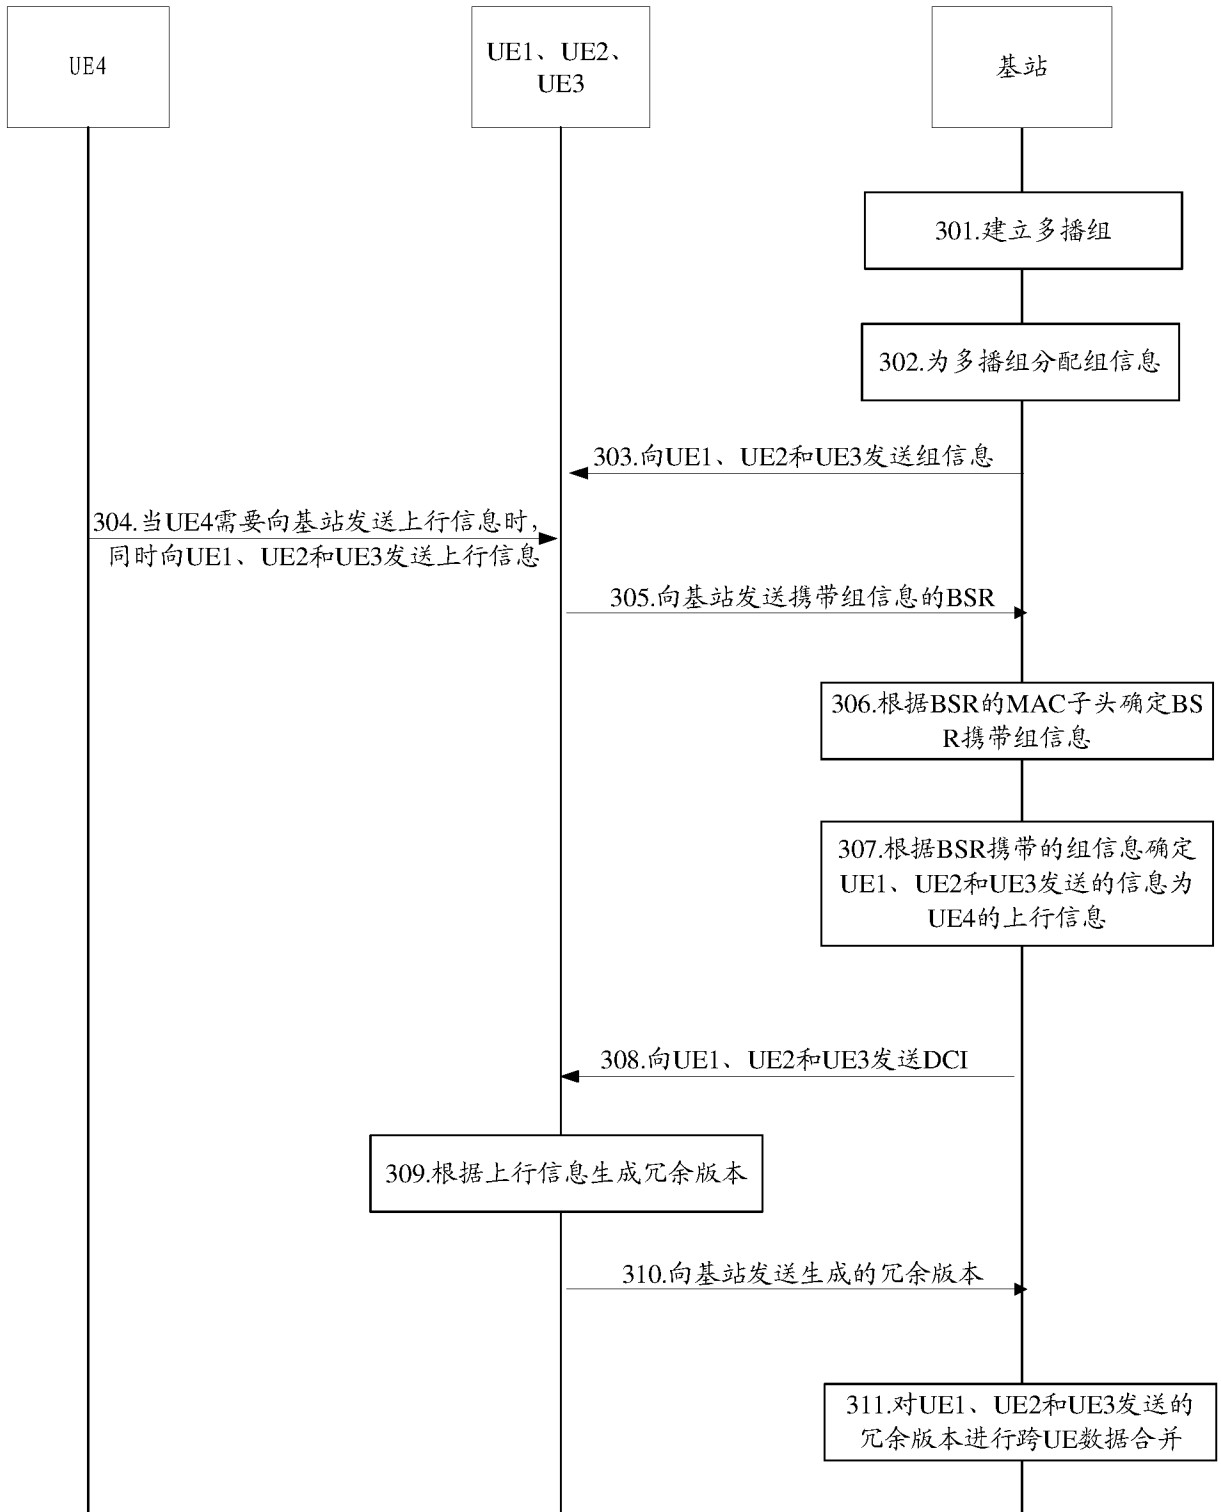 UE4
UE1、UE2、
UE3
基站
301.建立多播组
302.为多播组分配组信息
303.向UE1、UE2和UE3发送组信息
304.当UE4需要向基站发送上行信息时,
同时向UE1、UE2和UE3发送上行信息
305.向基站发送携带组信息的BSR
306.根据BSR的MAC子头确定BS
R携带组信息
307.根据BSR携带的组信息确定
UE1、UE2和UE3发送的信息为
UE4的上行信息
308.向UE1、UE2和UE3发送DCI
309.根据上行信息生成冗余版本
310.向基站发送生成的冗余版本
311.对UE1、UE2和UE3发送的
冗余版本进行跨UE数据合并